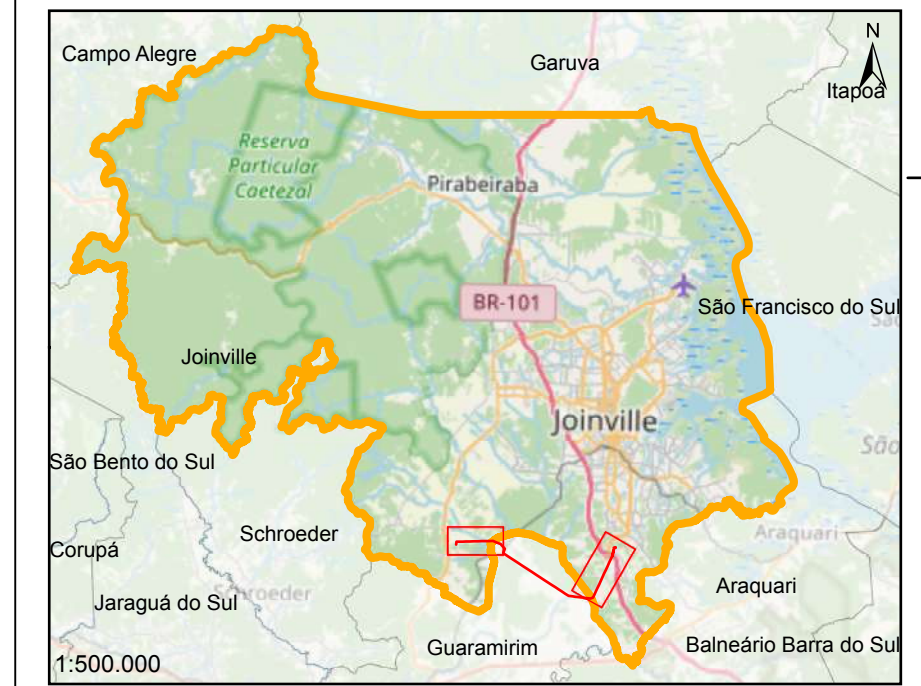 Campo Alegre
Garuva
N
Itapoá
Reserva
Particular
Caetezal
Pirabeiraba
BR-101
São Francisco do Sul
Joinville
Joinville
São
São Bento do Sul
Schroeder
Araquari
Corupá
Araquari
Jaraguá do Sul
Schroeder
Guaramirim
Balneário Barra do Sul
1:500.000